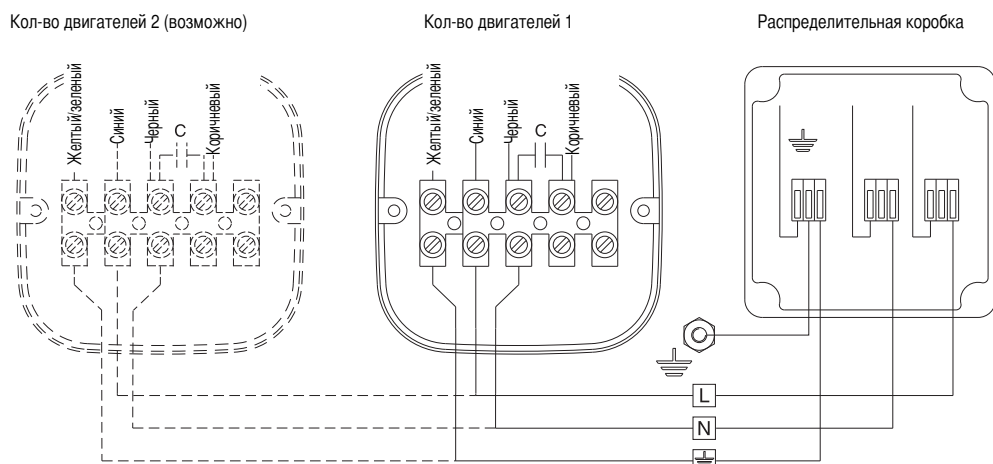 Кол-во двигателей 2 (возможно)
Кол-во двигателей 1
Распределительная коробка
Желтый/зеленый
Синий
Черный
C
Коричневый
Желтый/зеленый
Синий
Черный
C
Коричневый
L
N